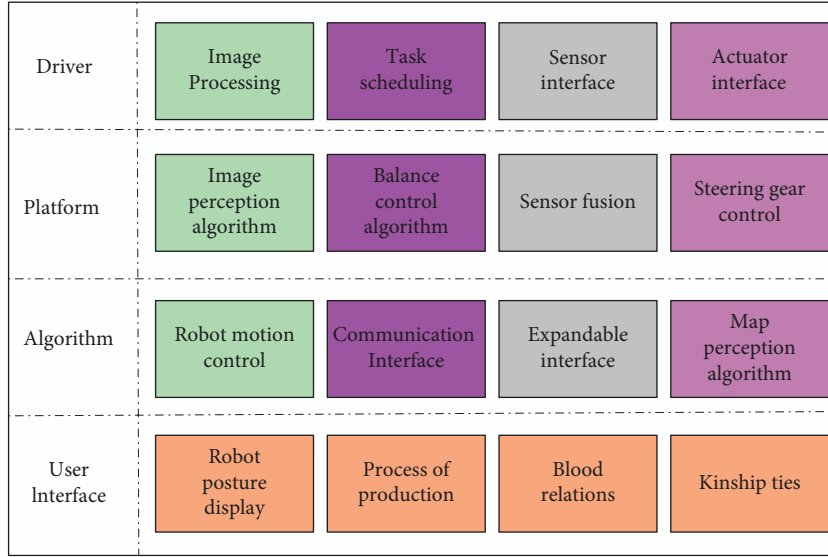 Driver
Image
Processing
Task
scheduling
Sensor
interface
Actuator
interface
Platform
Image
perception
algorithm
Balance
control
algorithm
Sensor fusion
Steering gear
control
Algorithm
Robot motion
control
Communication
Interface
Expandable
interface
Map
perception
algorithm
User
lnterface
Robot
posture
display
Process of
production
Blood
relations
Kinship ties